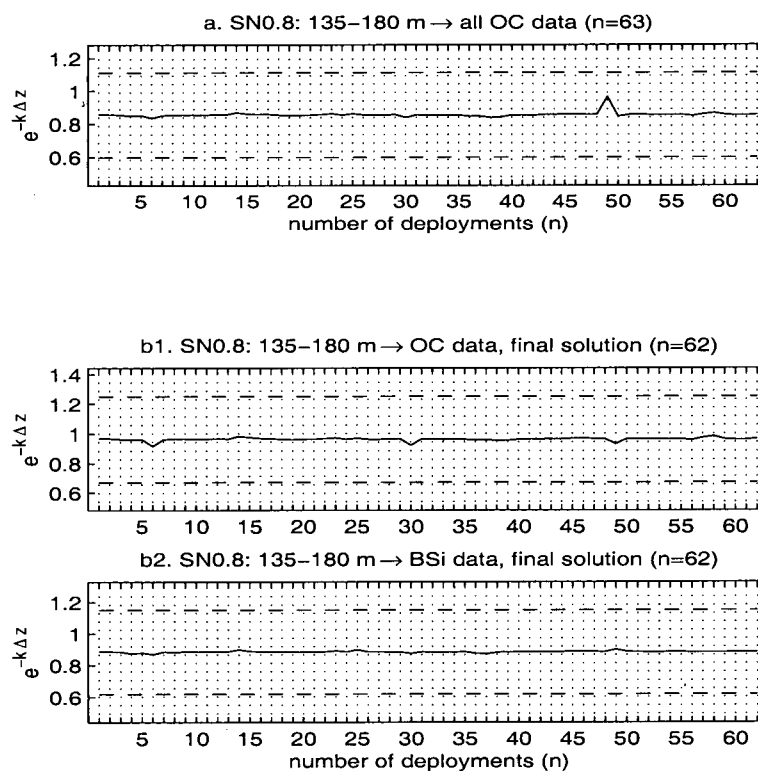 a. SN0.8: 135–180 m → all OC data (n=63)
1.2
1
0.8
0.6
e^-kΔz
5 10 15 20 25 30 35 40 45 50 55 60
number of deployments (n)
b1. SN0.8: 135–180 m → OC data, final solution (n=62)
1.4
1.2
1
0.8
0.6
e^-kΔz
5 10 15 20 25 30 35 40 45 50 55 60
b2. SN0.8: 135–180 m → BSi data, final solution (n=62)
1.2
1
0.8
0.6
e^-kΔz
5 10 15 20 25 30 35 40 45 50 55 60
number of deployments (n)